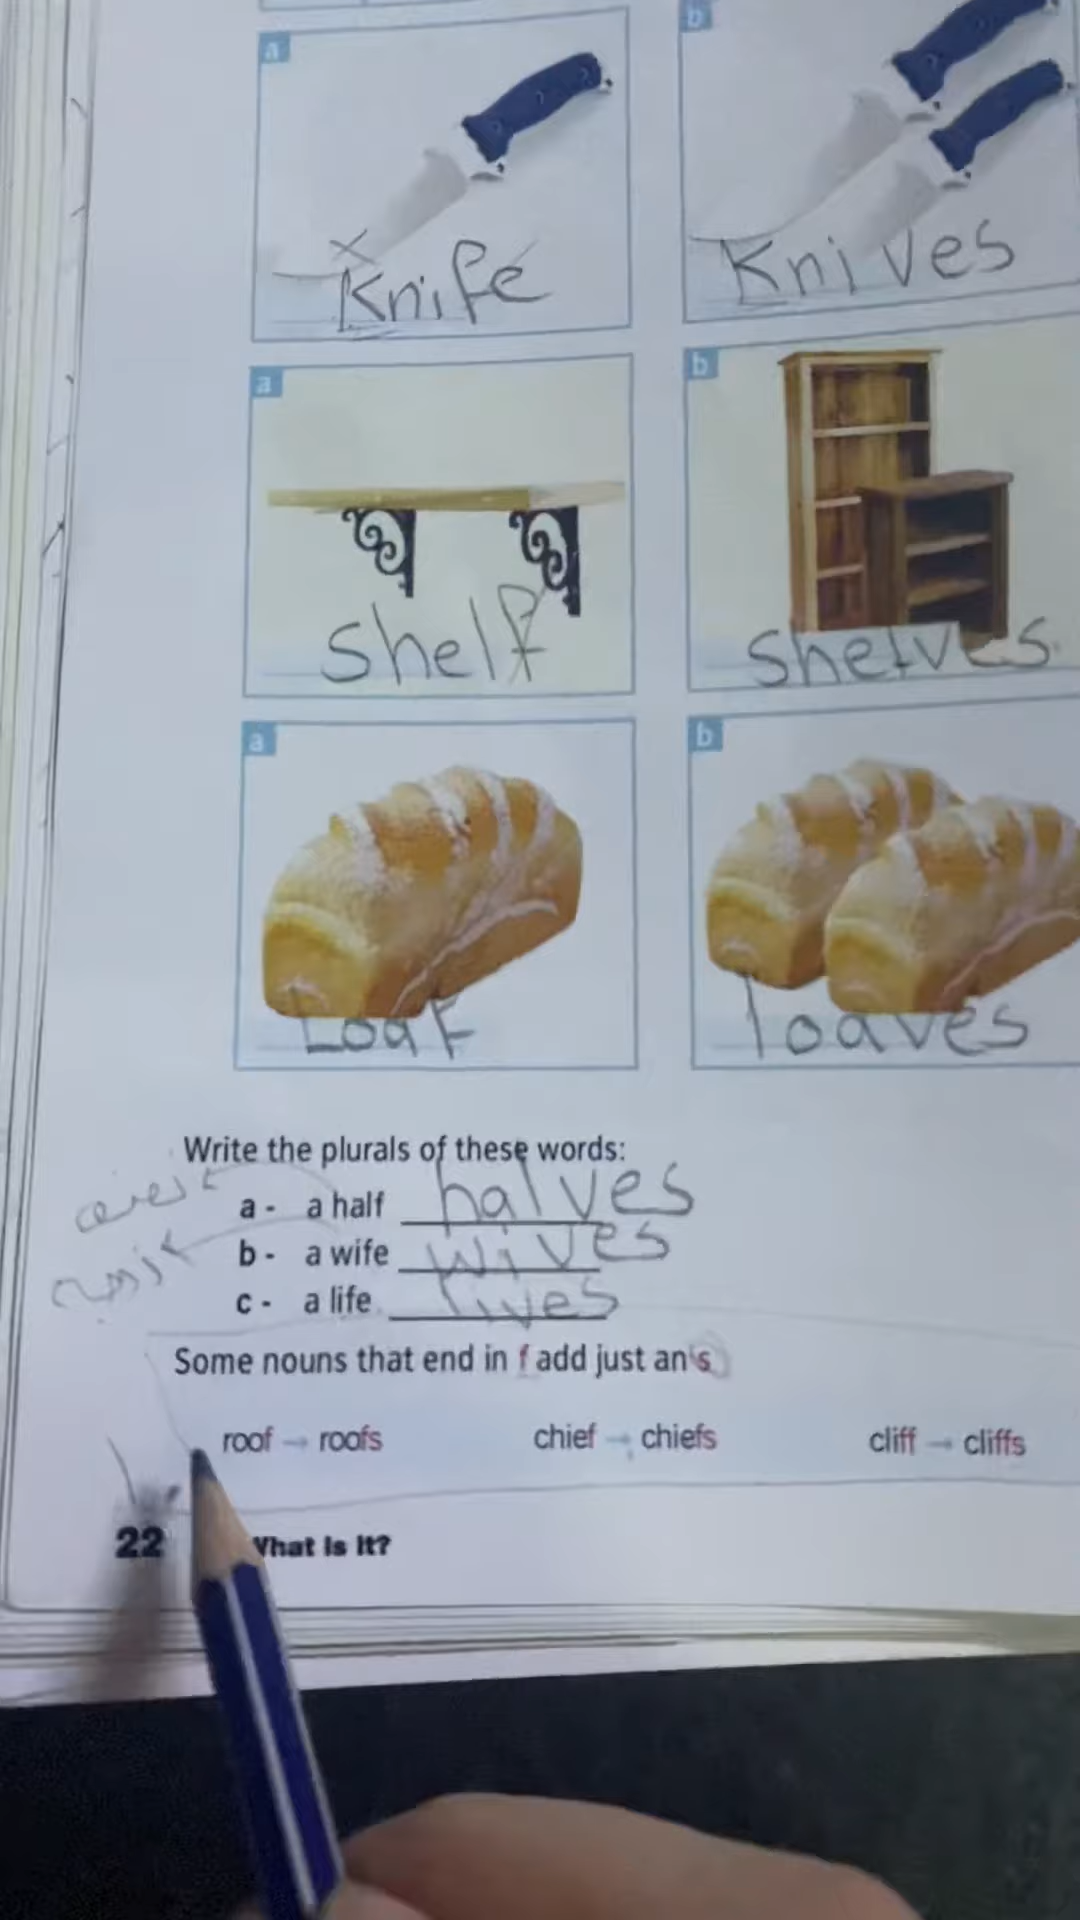 a
b
Knife
Knives
a
b
Shelf
Shelves
a
b
Loaf
loaves
Write the plurals of these words:
a - a half halves
b - a wife wives
c - a life lives
Some nouns that end in f add just an s
roof → roofs chief → chiefs cliff → cliffs
22 What Is It?